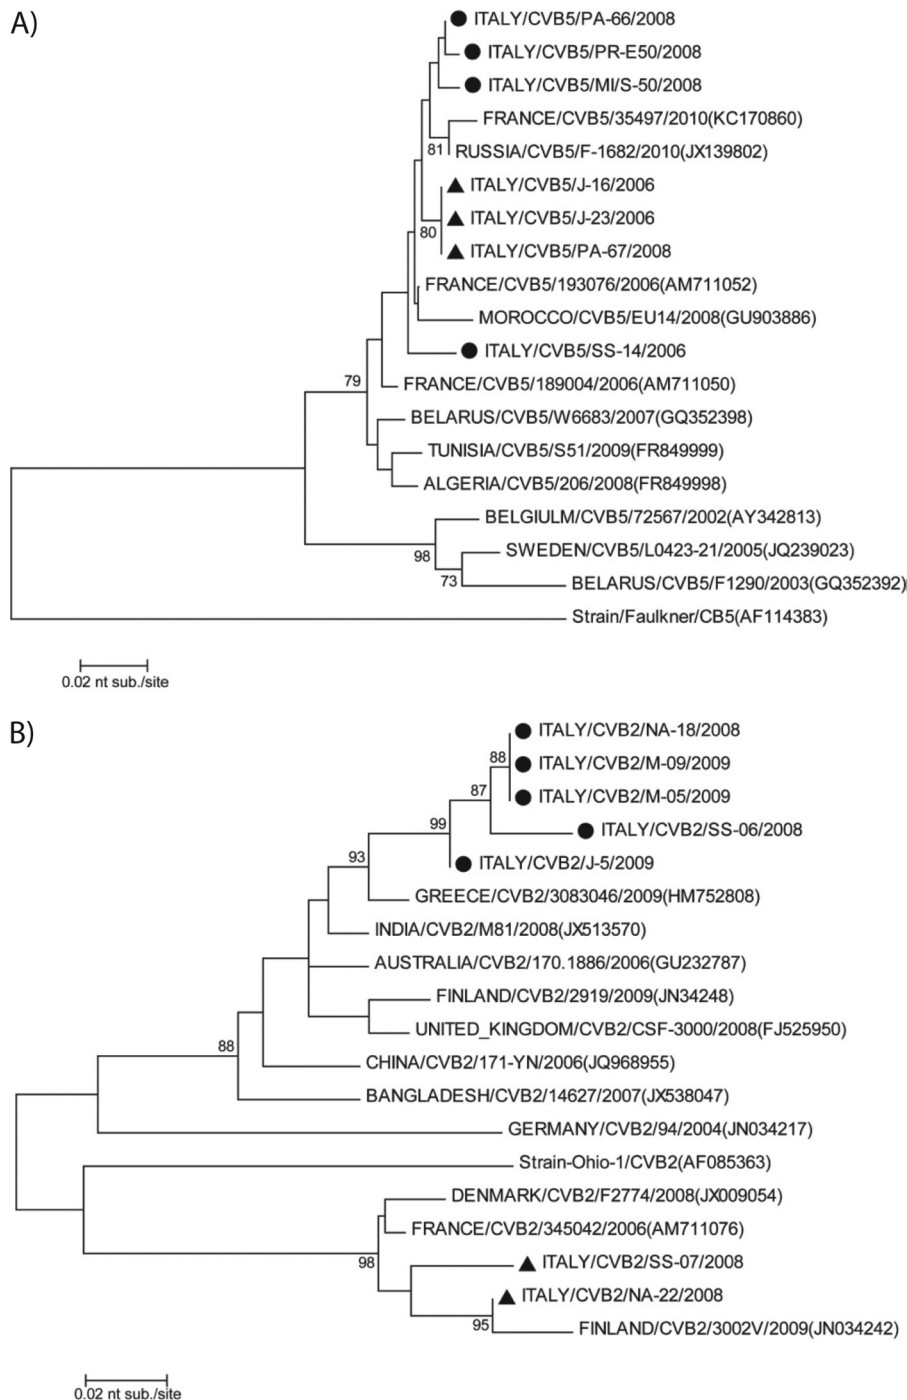 A)
ITALY/CVB5/PA-66/2008
ITALY/CVB5/PR-E50/2008
ITALY/CVB5/MI/S-50/2008
FRANCE/CVB5/35497/2010(KC170860)
81
RUSSIA/CVB5/F-1682/2010(JX139802)
ITALY/CVB5/J-16/2006
ITALY/CVB5/J-23/2006
80
ITALY/CVB5/PA-67/2008
FRANCE/CVB5/193076/2006(AM711052)
MOROCCO/CVB5/EU14/2008(GU903886)
ITALY/CVB5/SS-14/2006
79
FRANCE/CVB5/189004/2006(AM711050)
BELARUS/CVB5/W6683/2007(GQ352398)
TUNISIA/CVB5/S51/2009(FR849999)
ALGERIA/CVB5/206/2008(FR849998)
BELGIULM/CVB5/72567/2002(AY342813)
98
SWEDEN/CVB5/L0423-21/2005(JQ239023)
73
BELARUS/CVB5/F1290/2003(GQ352392)
Strain/Faulkner/CB5(AF114383)
0.02 nt sub./site
B)
ITALY/CVB2/NA-18/2008
88
ITALY/CVB2/M-09/2009
87
ITALY/CVB2/M-05/2009
99
ITALY/CVB2/SS-06/2008
93
ITALY/CVB2/J-5/2009
GREECE/CVB2/3083046/2009(HM752808)
INDIA/CVB2/M81/2008(JX513570)
AUSTRALIA/CVB2/170.1886/2006(GU232787)
FINLAND/CVB2/2919/2009(JN34248)
UNITED_KINGDOM/CVB2/CSF-3000/2008(FJ525950)
88
CHINA/CVB2/171-YN/2006(JQ968955)
BANGLADESH/CVB2/14627/2007(JX538047)
GERMANY/CVB2/94/2004(JN034217)
Strain-Ohio-1/CVB2(AF085363)
DENMARK/CVB2/F2774/2008(JX009054)
FRANCE/CVB2/345042/2006(AM711076)
98
ITALY/CVB2/SS-07/2008
ITALY/CVB2/NA-22/2008
95
FINLAND/CVB2/3002V/2009(JN034242)
0.02 nt sub./site